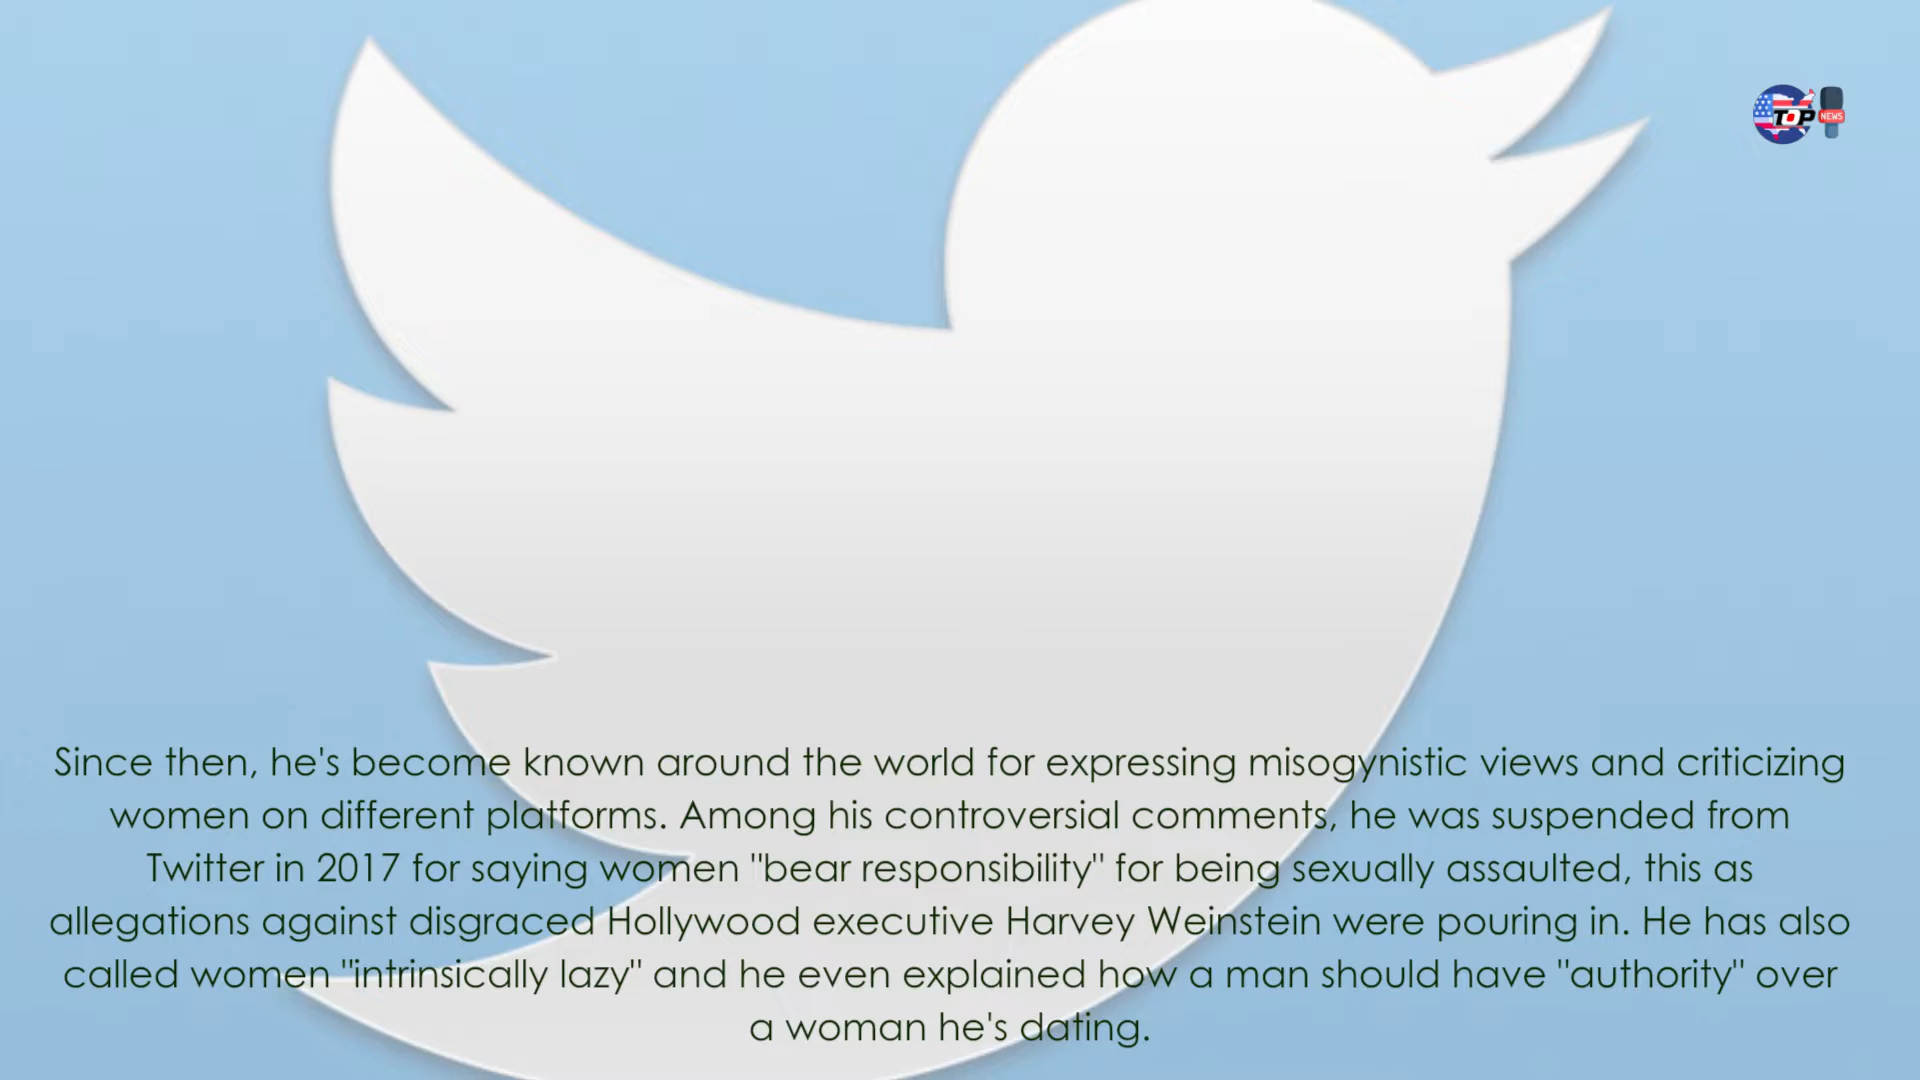 TOP
NEWS
Since then, he's become known around the world for expressing misogynistic views and criticizing
women on different platforms. Among his controversial comments, he was suspended from
Twitter in 2017 for saying women "bear responsibility" for being sexually assaulted, this as
allegations against disgraced Hollywood executive Harvey Weinstein were pouring in. He has also
called women "intrinsically lazy" and he even explained how a man should have "authority" over
a woman he's dating.